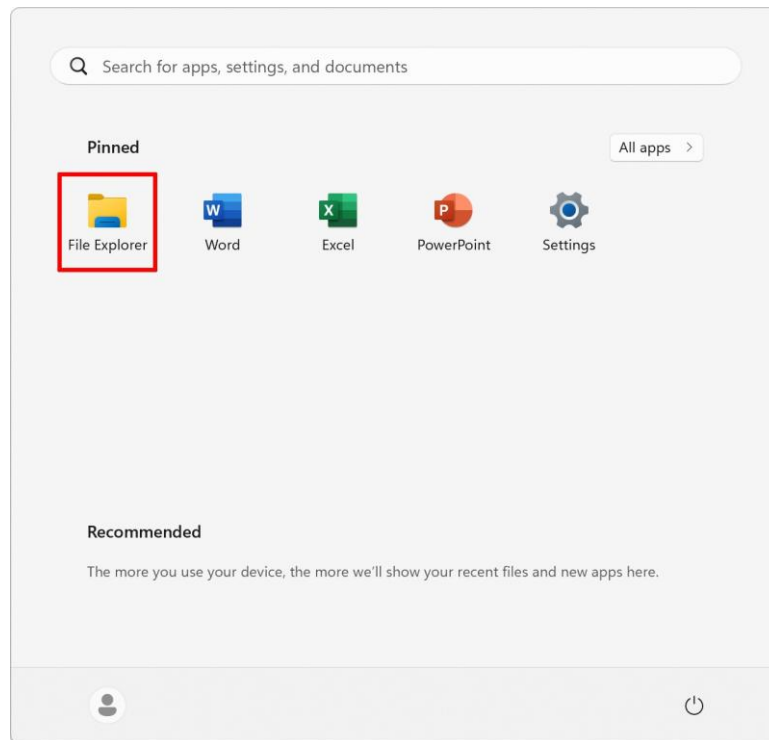 Search for apps, settings, and documents
Pinned
All apps
File Explorer
Word
Excel
PowerPoint
Settings
Recommended
The more you use your device, the more we'll show your recent files and new apps here.